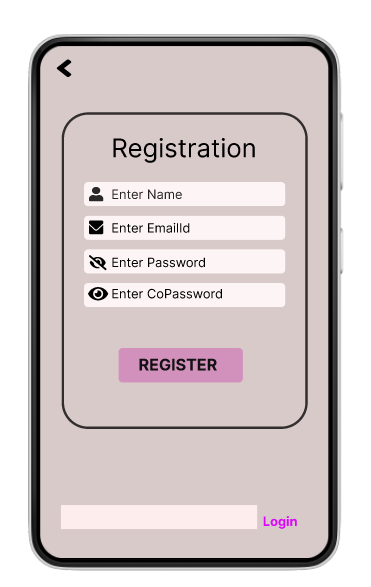 Registration
Enter Name
Enter EmailId
Enter Password
Enter CoPassword
REGISTER
Login